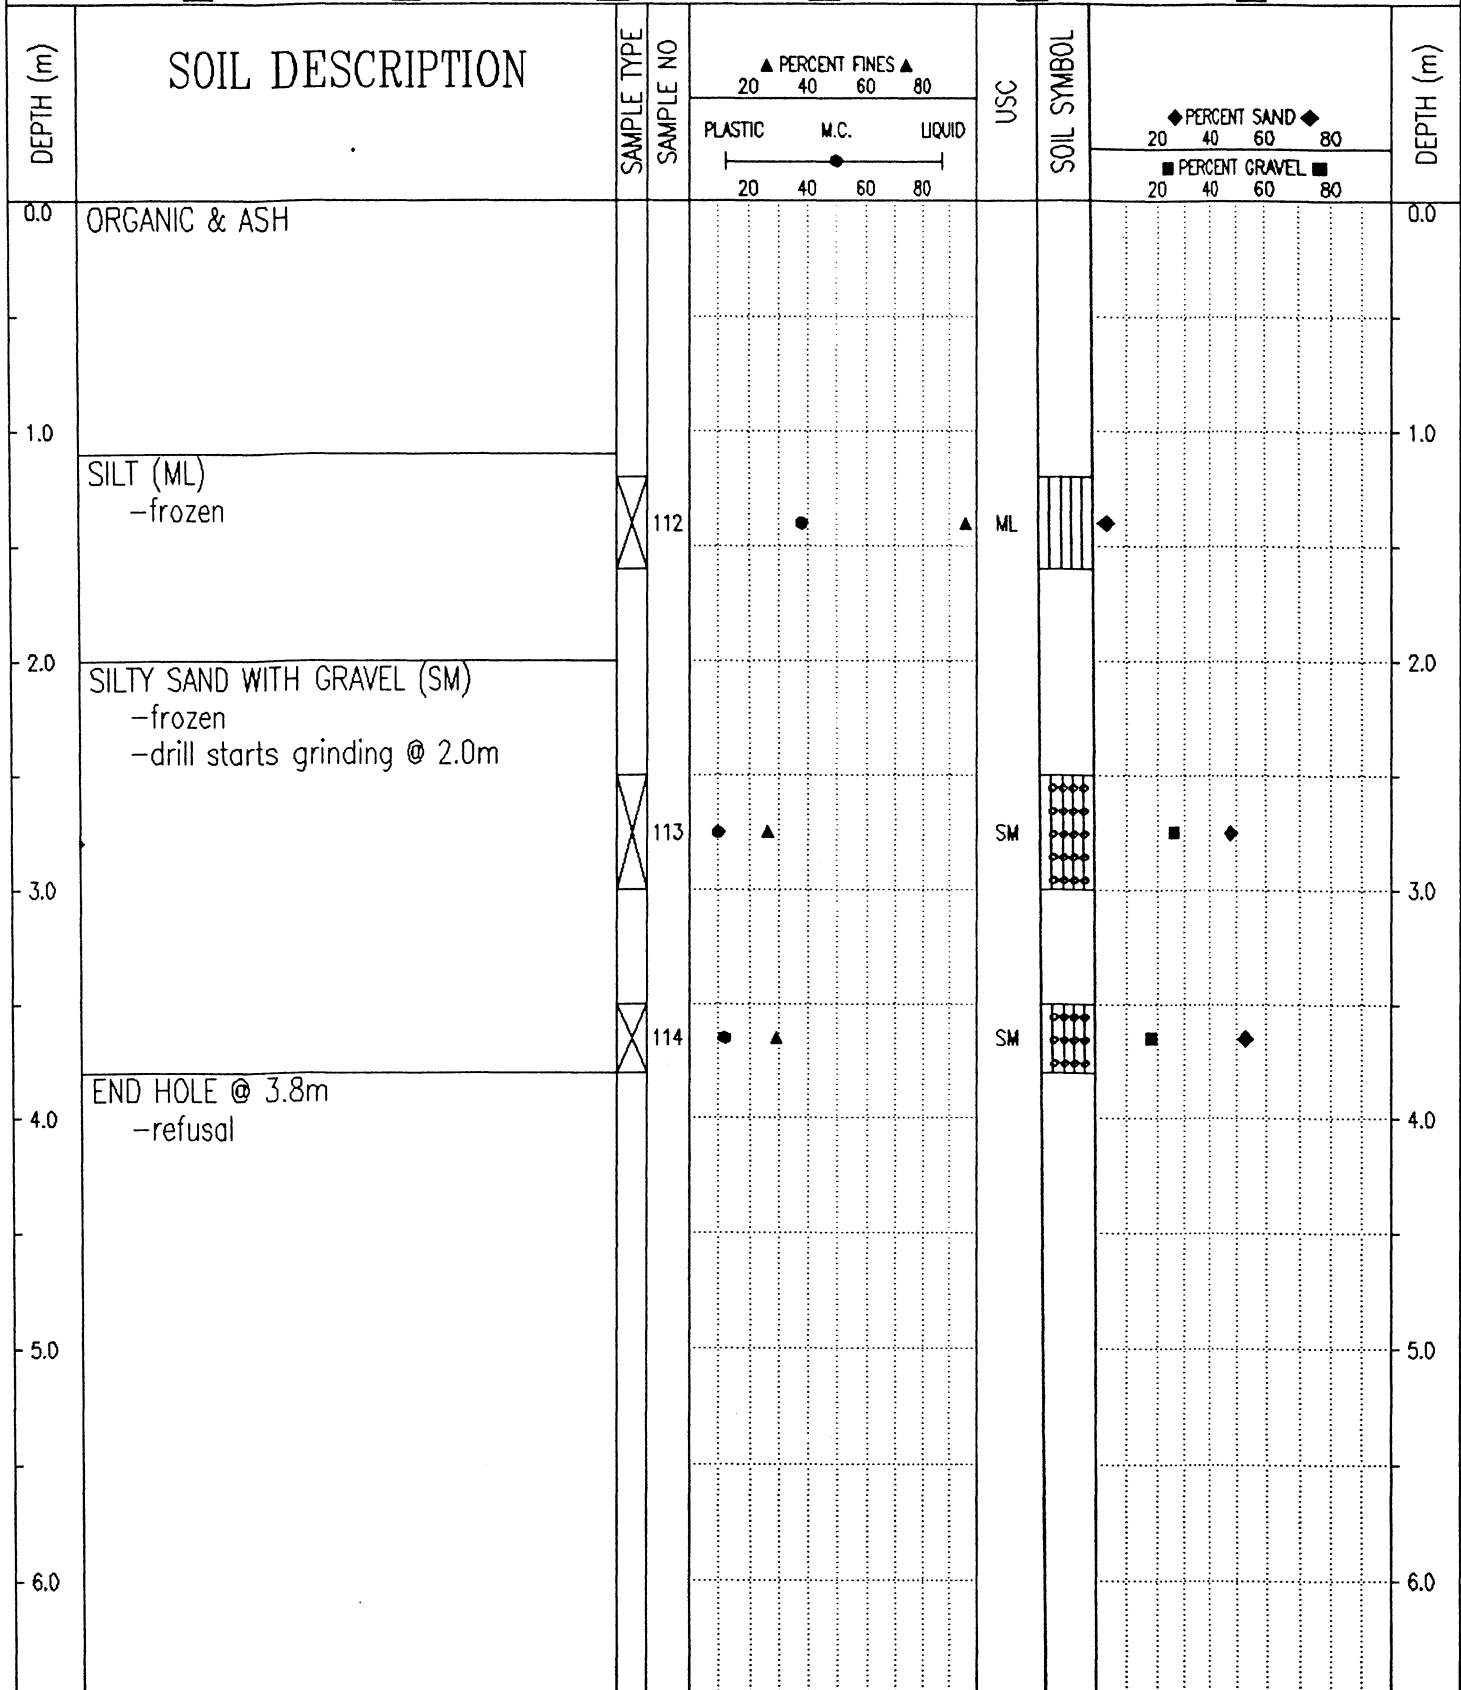 DEPTH (m)
SOIL DESCRIPTION
SAMPLE TYPE
SAMPLE NO
▲ PERCENT FINES ▲
20 40 60 80
PLASTIC M.C. LIQUID
20 40 60 80
USC
SOIL SYMBOL
◆ PERCENT SAND ◆
20 40 60 80
■ PERCENT GRAVEL ■
20 40 60 80
DEPTH (m)
0.0 ORGANIC & ASH 0.0
1.0 1.0
SILT (ML)
-frozen
112 ML
2.0 2.0
SILTY SAND WITH GRAVEL (SM)
-frozen
-drill starts grinding @ 2.0m
113 SM
3.0 3.0
114 SM
END HOLE @ 3.8m
4.0 4.0
-refusal
5.0 5.0
6.0 6.0